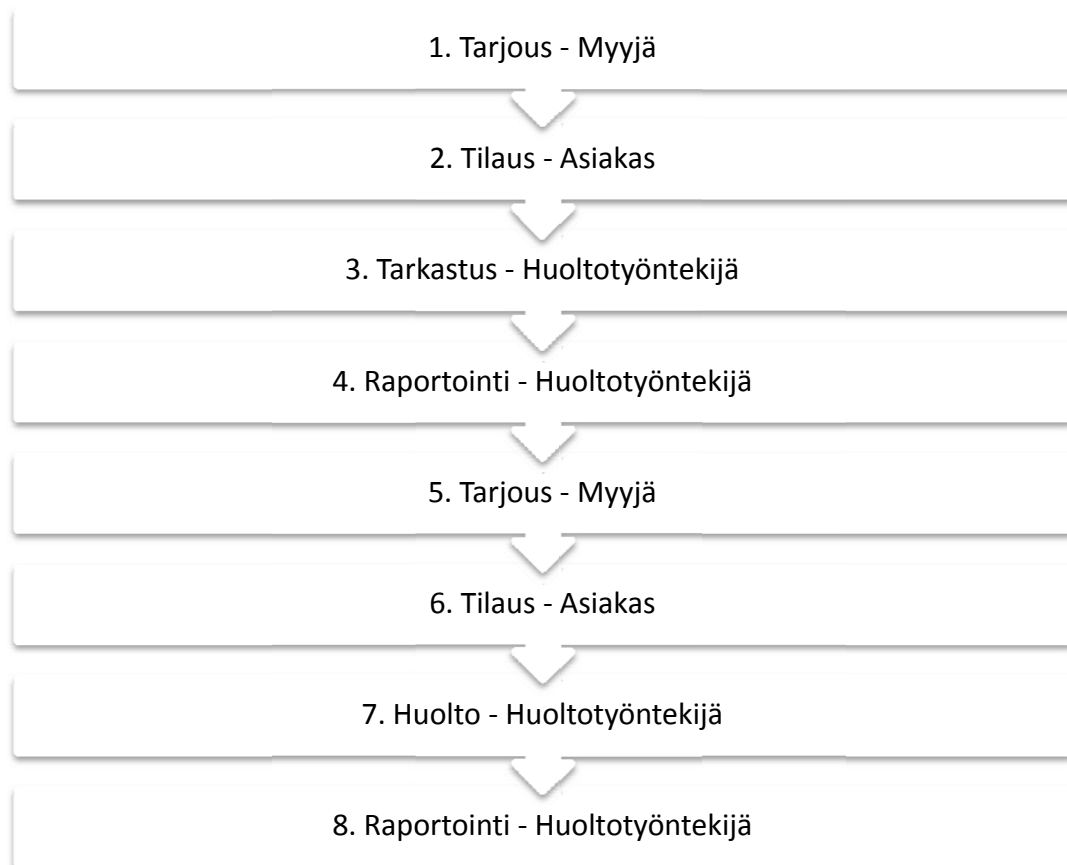 1. Tarjous - Myyjä
2. Tilaus - Asiakas
3. Tarkastus - Huoltotyöntekijä
4. Raportointi - Huoltotyöntekijä
5. Tarjous - Myyjä
6. Tilaus - Asiakas
7. Huolto - Huoltotyöntekijä
8. Raportointi - Huoltotyöntekijä